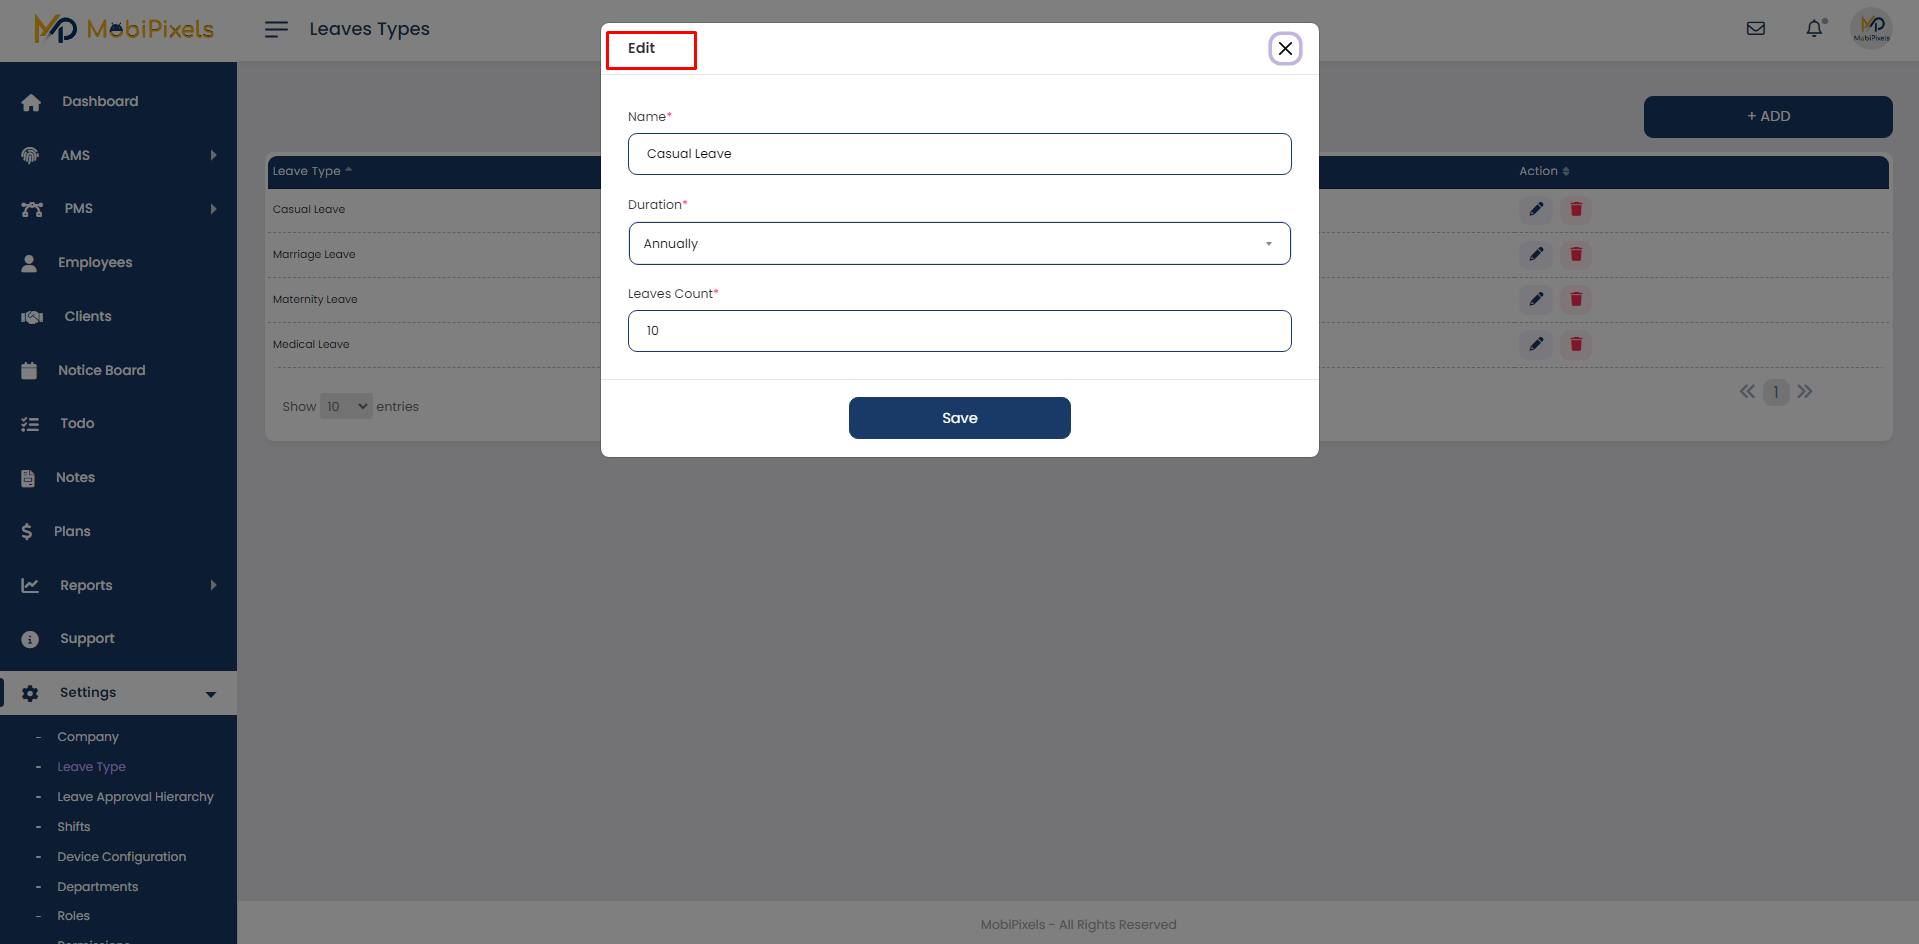 MobiPixels
Leaves Types
MobiPixels
Dashboard
AMS
PMS
Employees
Clients
Notice Board
Todo
Notes
$ Plans
Reports
Support
Settings
- Company
- Leave Type
- Leave Approval Hierarchy
- Shifts
- Device Configuration
- Departments
- Roles
Permissions
+ ADD
Leave Type Action
Casual Leave
Marriage Leave
Maternity Leave
Medical Leave
Show 10 entries
1
Edit
Name*
Casual Leave
Duration*
Annually
Leaves Count*
10
Save
MobiPixels - All Rights Reserved